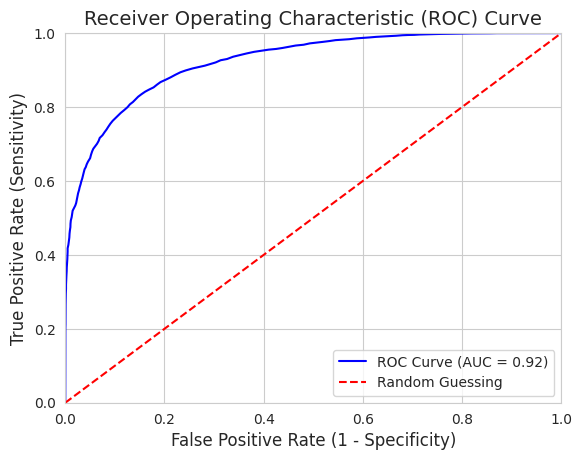 Receiver Operating Characteristic (ROC) Curve
1.0
0.8
0.6
0.4
0.2
0.0
True Positive Rate (Sensitivity)
ROC Curve (AUC = 0.92)
Random Guessing
0.0 0.2 0.4 0.6 0.8 1.0
False Positive Rate (1 - Specificity)